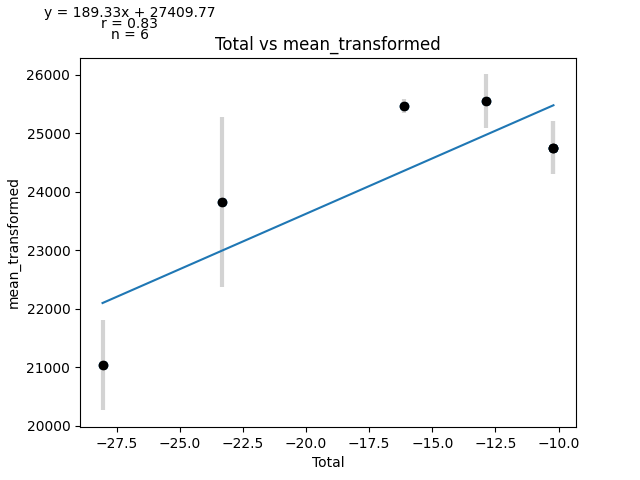 y = 189.33x + 27409.77
r = 0.83
n = 6
Total vs mean_transformed
26000
25000
24000
23000
22000
21000
20000
mean_transformed
−27.5 −25.0 −22.5 −20.0 −17.5 −15.0 −12.5 −10.0
Total